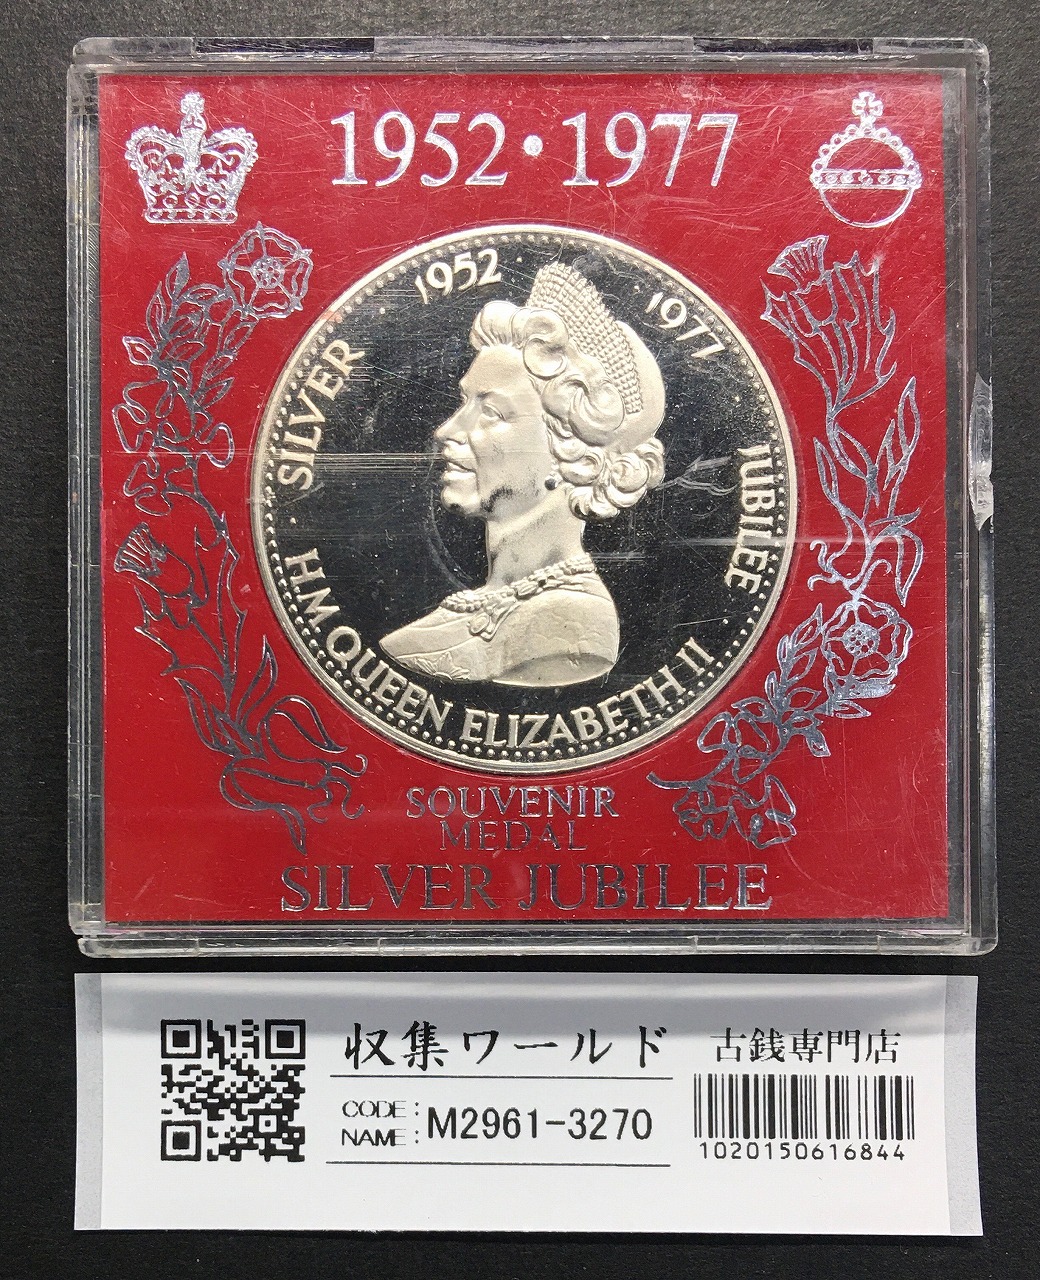 1952·1977
1952 · 1977
SILVER JUBILEE
HM QUEEN ELIZABETH II
SOUVENIR
MEDAL
SILVER JUBILEE
収集ワールド 古銭専門店
CODE:
NAME: M2961-3270
1020150616844